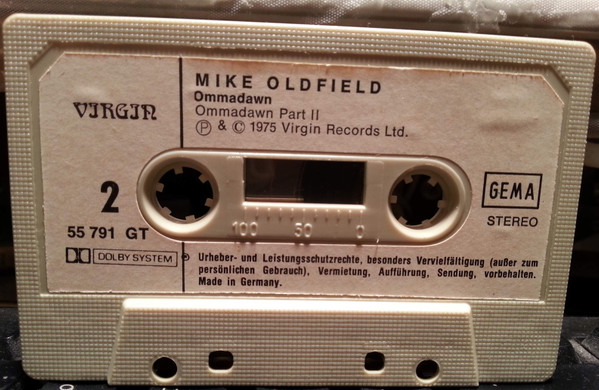 MIKE OLDFIELD
Ommadawn
Ommadawn Part II
Ⓟ & © 1975 Virgin Records Ltd.
VIRGIN
2
55 791 GT
DOLBY SYSTEM ®
100 50 0
GEMA
STEREO
Urheber- und Leistungsschutzrechte, besonders Vervielfältigung (außer zum
persönlichen Gebrauch), Vermietung, Aufführung, Sendung, vorbehalten.
Made in Germany.